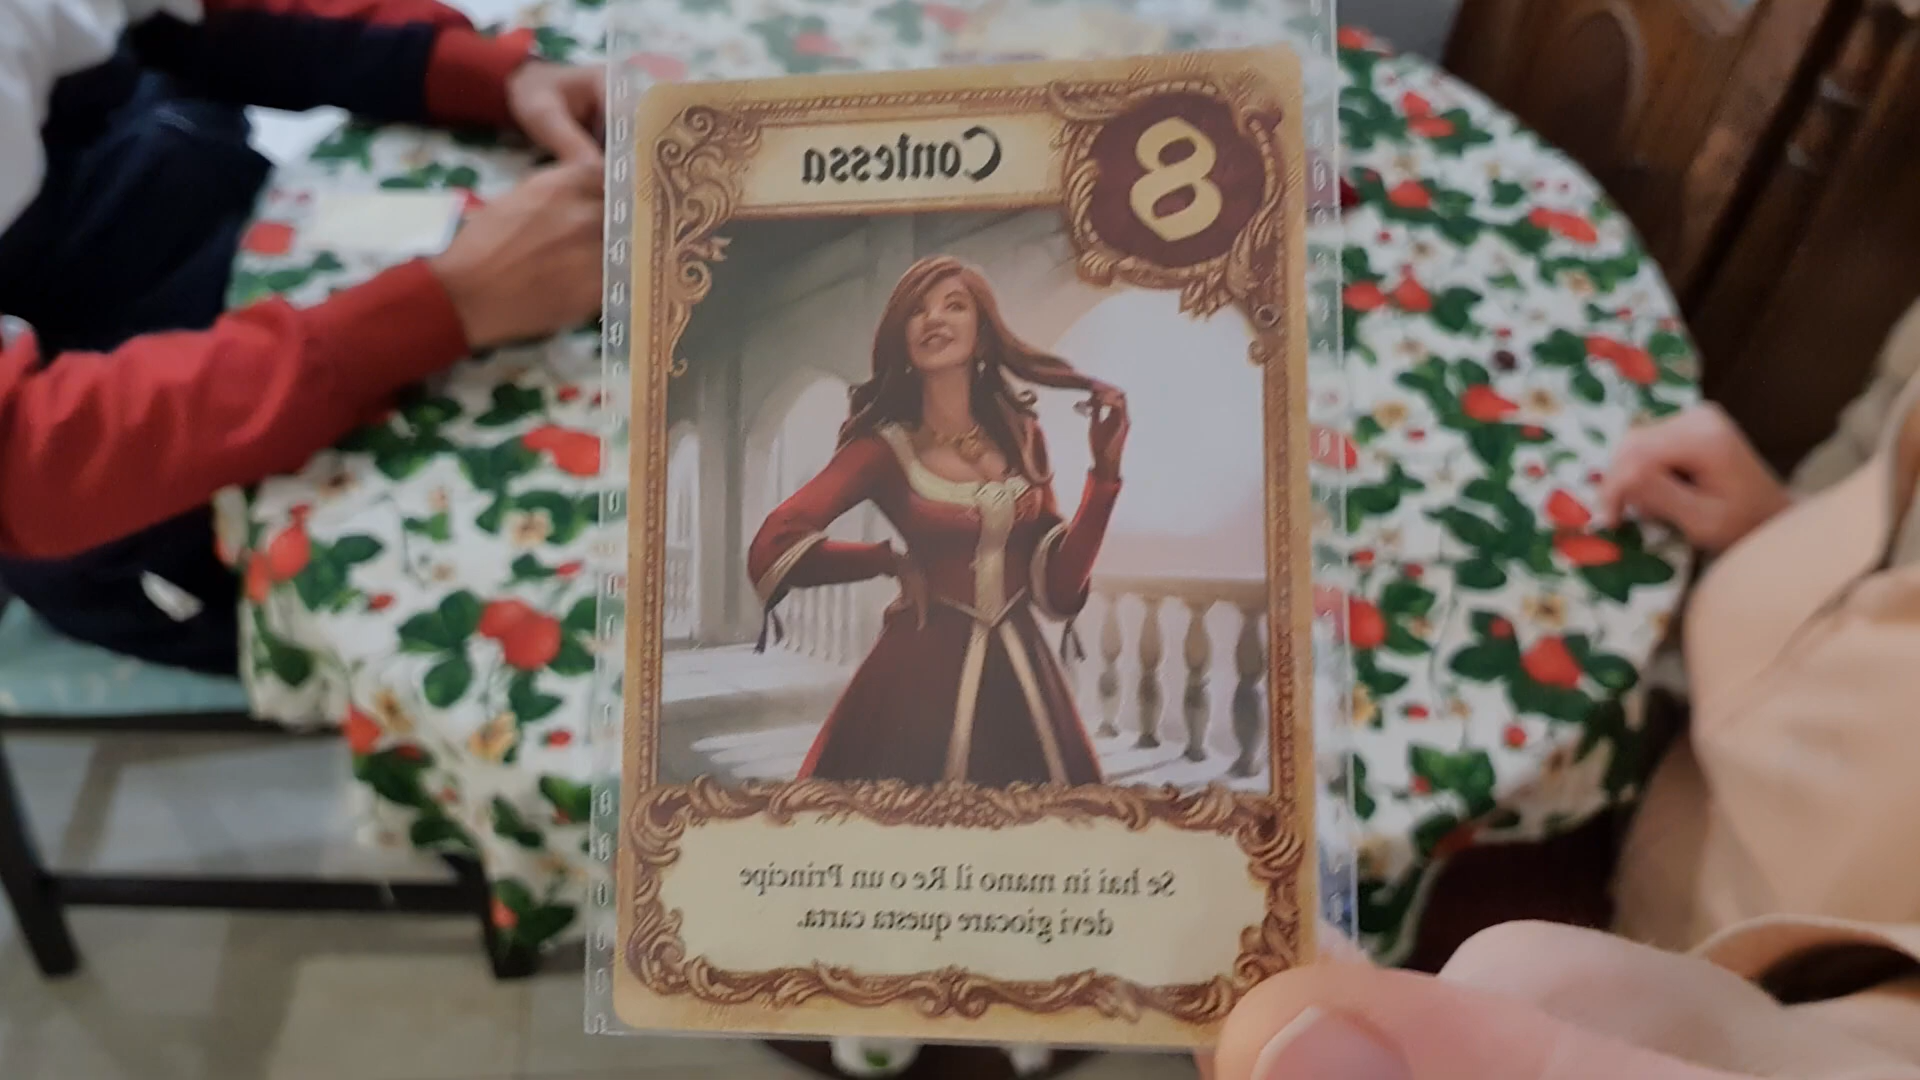 8
Contessa
Se hai in mano il Re o un Principe
devi giocare questa carta.